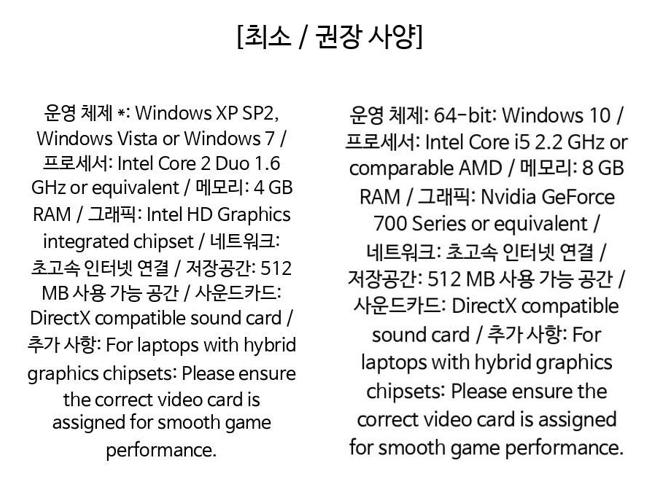 [최소 / 권장 사양]
운영 체제 *: Windows XP SP2,
Windows Vista or Windows 7 /
프로세서: Intel Core 2 Duo 1.6
GHz or equivalent / 메모리: 4 GB
RAM / 그래픽: Intel HD Graphics
integrated chipset / 네트워크:
초고속 인터넷 연결 / 저장공간: 512
MB 사용 가능 공간 / 사운드카드:
DirectX compatible sound card /
추가 사항: For laptops with hybrid
graphics chipsets: Please ensure
the correct video card is
assigned for smooth game
performance.
운영 체제: 64-bit: Windows 10 /
프로세서: Intel Core i5 2.2 GHz or
comparable AMD / 메모리: 8 GB
RAM / 그래픽: Nvidia GeForce
700 Series or equivalent /
네트워크: 초고속 인터넷 연결 /
저장공간: 512 MB 사용 가능 공간 /
사운드카드: DirectX compatible
sound card / 추가 사항: For
laptops with hybrid graphics
chipsets: Please ensure the
correct video card is assigned
for smooth game performance.